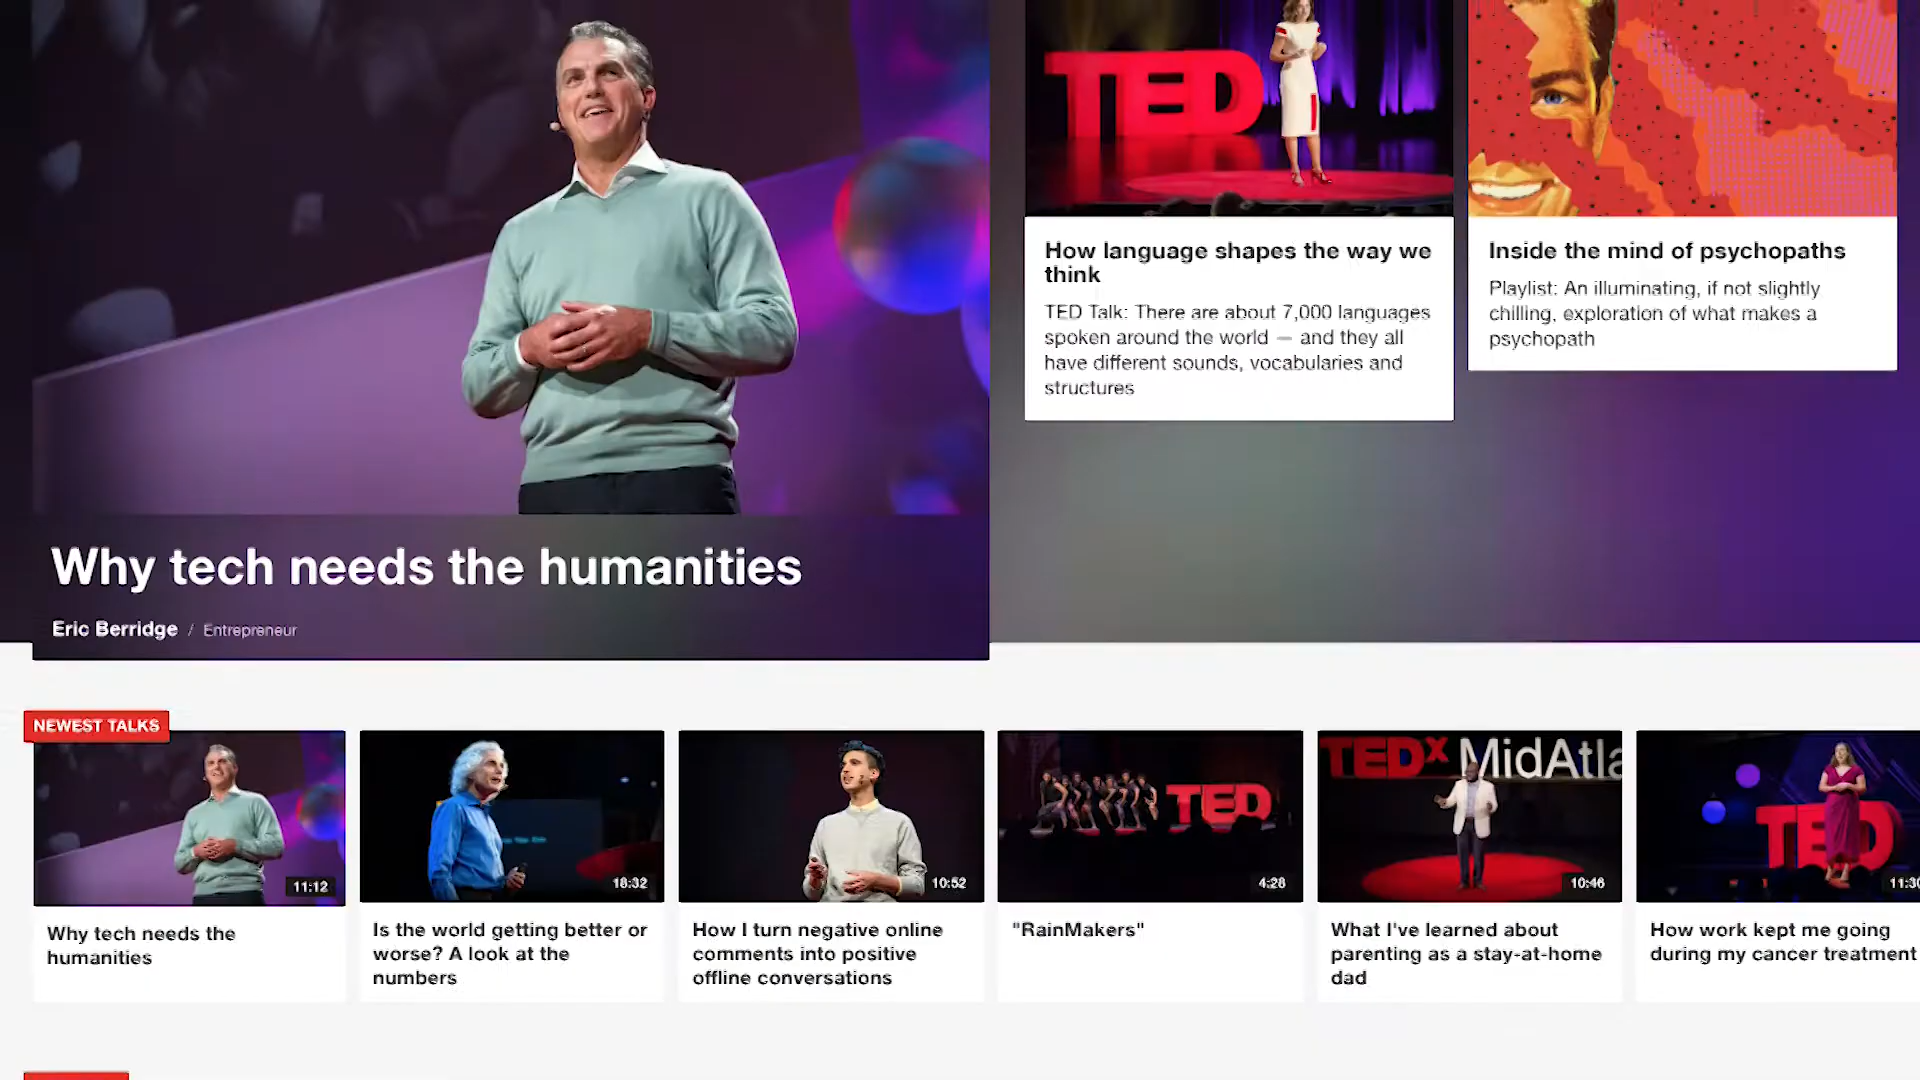 TED
How language shapes the way we
think
TED Talk: There are about 7,000 languages
spoken around the world — and they all
have different sounds, vocabularies and
structures
Inside the mind of psychopaths
Playlist: An illuminating, if not slightly
chilling, exploration of what makes a
psychopath
Why tech needs the humanities
Eric Berridge / Entrepreneur
NEWEST TALKS
11:12
Why tech needs the
humanities
18:32
Is the world getting better or
worse? A look at the
numbers
10:52
How I turn negative online
comments into positive
offline conversations
TED
4:28
"RainMakers"
TEDx MidAtla
10:46
What I've learned about
parenting as a stay-at-home
dad
TED
11:30
How work kept me going
during my cancer treatment